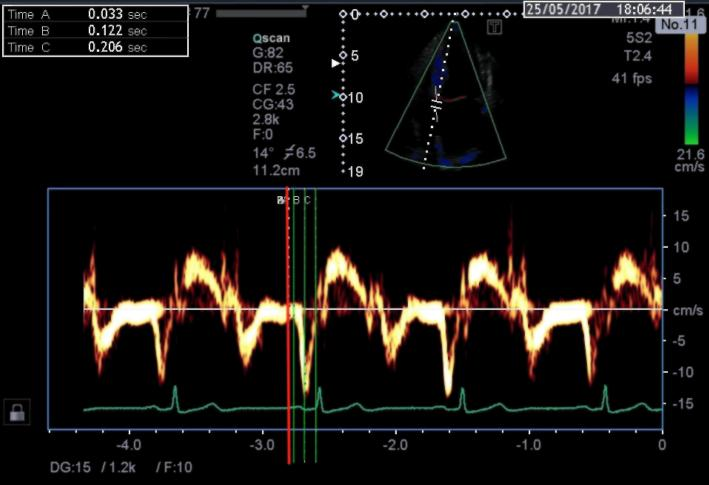 Time A 0.033 sec
Time B 0.122 sec
Time C 0.206 sec
77
25/05/2017 18:06:44
No.11
Qscan
G:82
DR:65
CF 2.5
CG:43
2.8k
F:0
14° 6.5
11.2cm
0
5
10
15
19
T
5S2
T2.4
41 fps
21.6
cm/s
B C
15
10
5
cm/s
-5
-10
-15
-4.0 -3.0 -2.0 -1.0 0
DG:15 / 1.2k / F:10